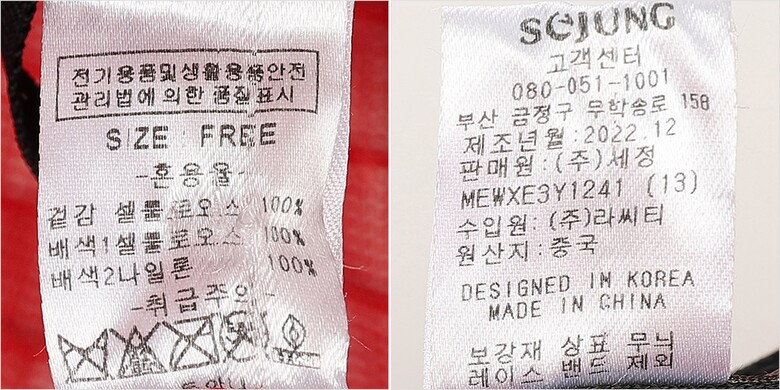 전기용품및생활용품안전
관리법에 의한 품질표시
SIZE : FREE
-혼용율-
겉감 셀룰로오스 100%
배색1셀룰로오스 100%
배색2나일론 100%
-취급주의-
SEJUNG
고객센터
080-051-1001
부산 금정구 무학송로 158
제조년월:2022.12
판매원:(주)세정
MEWXE3Y1241 (13)
수입원:(주)라씨티
원산지:중국
DESIGNED IN KOREA
MADE IN CHINA
보강재 상표 무늬
레이스 밴드 제외